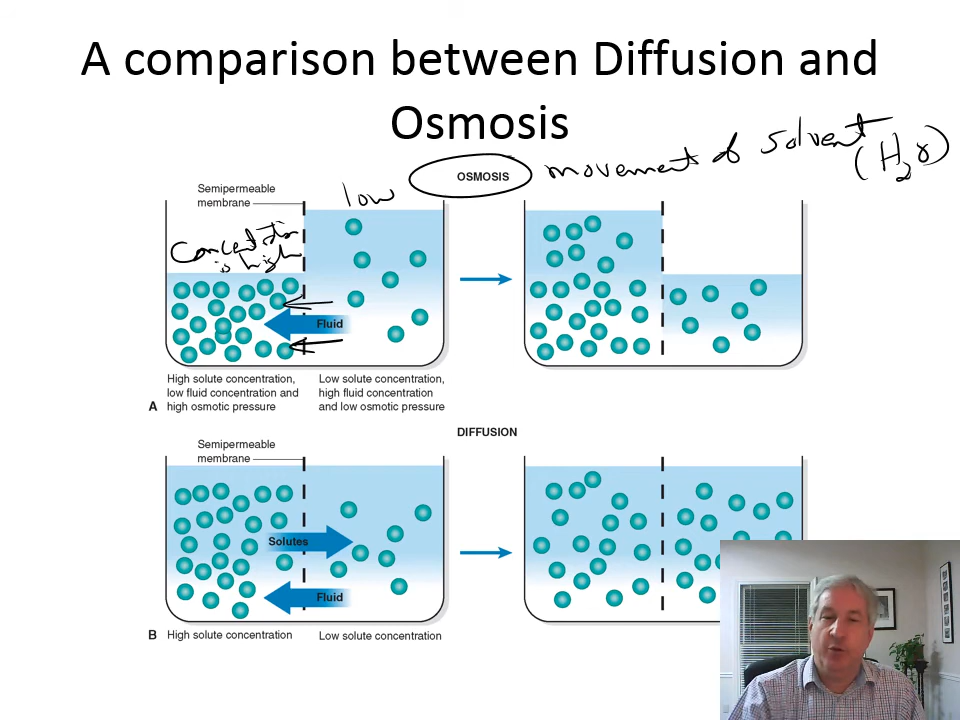 A comparison between Diffusion and
Osmosis
OSMOSIS
movement of solvent
(H2O)
Semipermeable
membrane
low
Concentration
is high
Fluid
High solute concentration,
low fluid concentration and
high osmotic pressure
Low solute concentration,
high fluid concentration
and low osmotic pressure
A
DIFFUSION
Semipermeable
membrane
Solutes
Fluid
B
High solute concentration
Low solute concentration